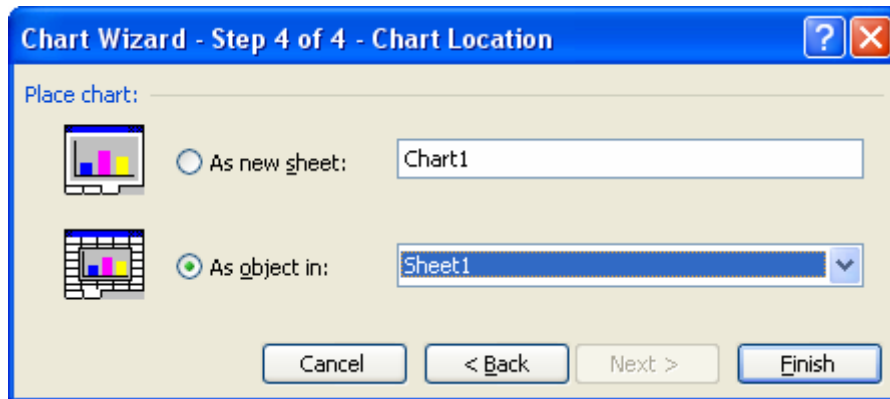 Chart Wizard - Step 4 of 4 - Chart Location
?
Place chart:
As new sheet: Chart1
As object in: Sheet1
Cancel < Back Next > Finish